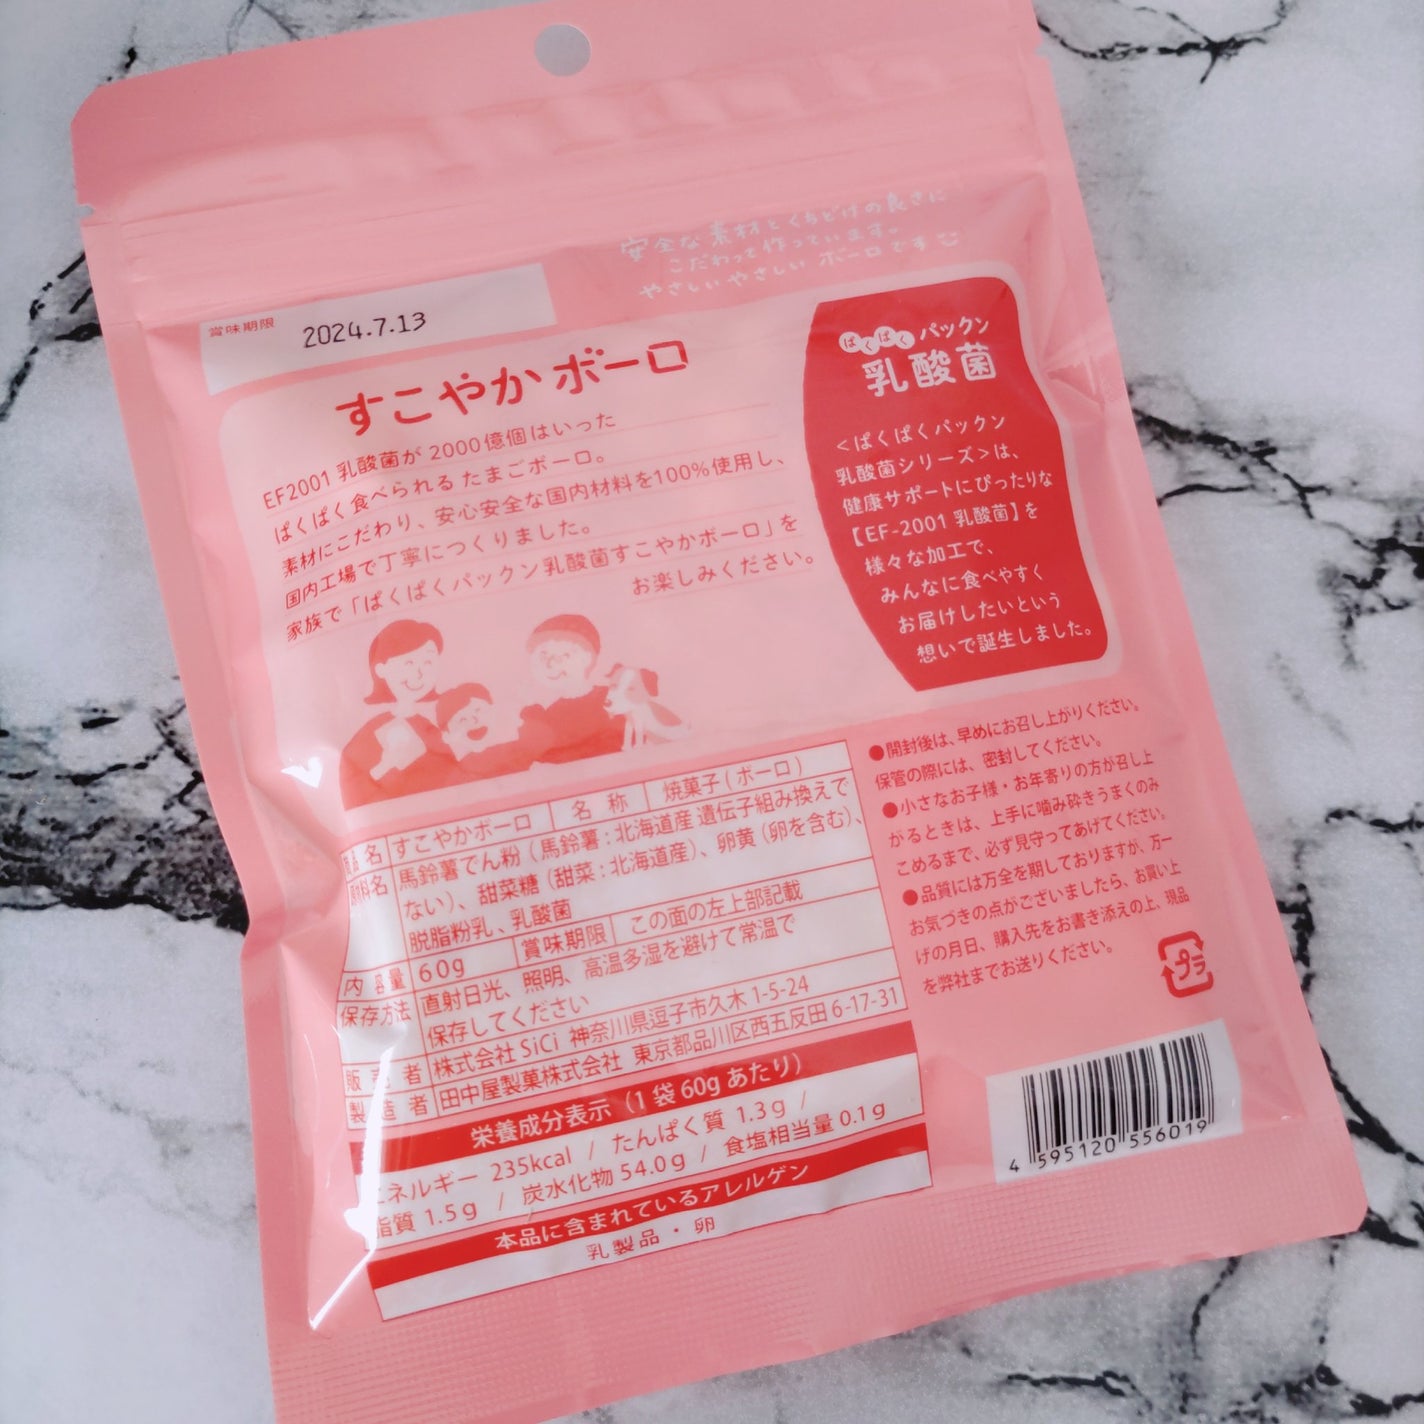 安全な素材とくちどけの良さに
こだわって作っています。
やさしいやさしいボーロです
賞味期限
2024.7.13
すこやかボーロ
EF2001 乳酸菌が 2000億個はいった
ぱくぱく食べられる たまごボーロ。
素材にこだわり、安心安全な国内材料を100%使用し、
国内工場で丁寧につくりました。
家族で「ぱくぱくパックン乳酸菌すこやかボーロ」を
お楽しみください。
ぱくぱくパックン
乳酸菌
<ぱくぱくパックン
乳酸菌シリーズ>は、
健康サポートにぴったりな
【EF-2001 乳酸菌】を
様々な加工で、
みんなに食べやすく
お届けしたいという
想いで誕生しました。
商品名 すこやかボーロ 名 称 焼菓子(ボーロ)
原材料名 馬鈴薯でん粉(馬鈴薯:北海道産 遺伝子組み換えで
ない)、甜菜糖(甜菜:北海道産)、卵黄(卵を含む)、
脱脂粉乳、乳酸菌
内容量 60g 賞味期限 この面の左上部記載
保存方法 直射日光、照明、高温多湿を避けて常温で
保存してください
販売者 株式会社SiCi 神奈川県逗子市久木1-5-24
製造者 田中屋製菓株式会社 東京都品川区西五反田6-17-31
栄養成分表示(1袋60gあたり)
エネルギー 235kcal / たんぱく質 1.3g /
脂質 1.5g / 炭水化物 54.0g / 食塩相当量 0.1g
本品に含まれているアレルゲン
乳製品・卵
●開封後は、早めにお召し上がりください。
保管の際には、密封してください。
●小さなお子様・お年寄りの方が召し上
がるときは、上手に噛み砕きうまくのみ
こめるまで、必ず見守ってあげてください。
●品質には万全を期しておりますが、万一
お気づきの点がございましたら、お買い上
げの月日、購入先をお書き添えの上、現品
を弊社までお送りください。
プラ
4 595120 556019